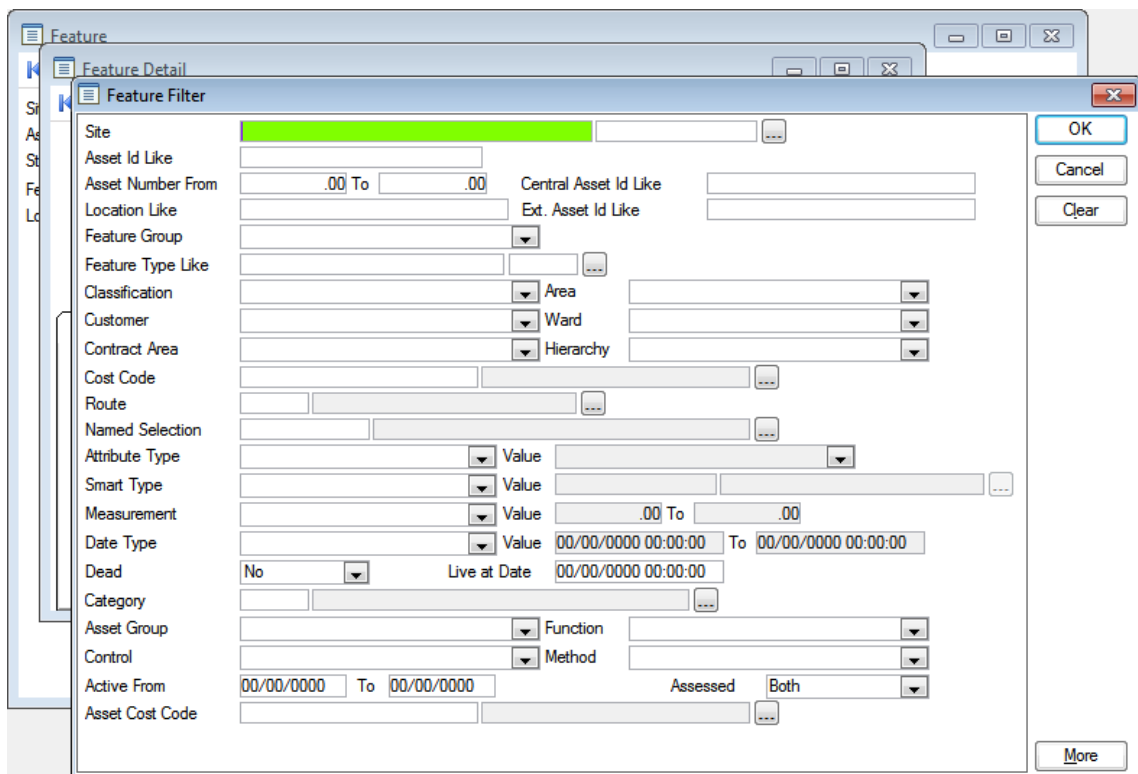 Feature
Feature Detail
Feature Filter
Site ...
OK
Asset Id Like
Cancel
Asset Number From .00 To .00 Central Asset Id Like
Location Like Ext. Asset Id Like
Clear
Feature Group
Feature Type Like ...
Classification Area
Customer Ward
Contract Area Hierarchy
Cost Code ...
Route ...
Named Selection ...
Attribute Type Value
Smart Type Value ...
Measurement Value .00 To .00
Date Type Value 00/00/0000 00:00:00 To 00/00/0000 00:00:00
Dead No Live at Date 00/00/0000 00:00:00
Category ...
Asset Group Function
Control Method
Active From 00/00/0000 To 00/00/0000 Assessed Both
Asset Cost Code ...
More